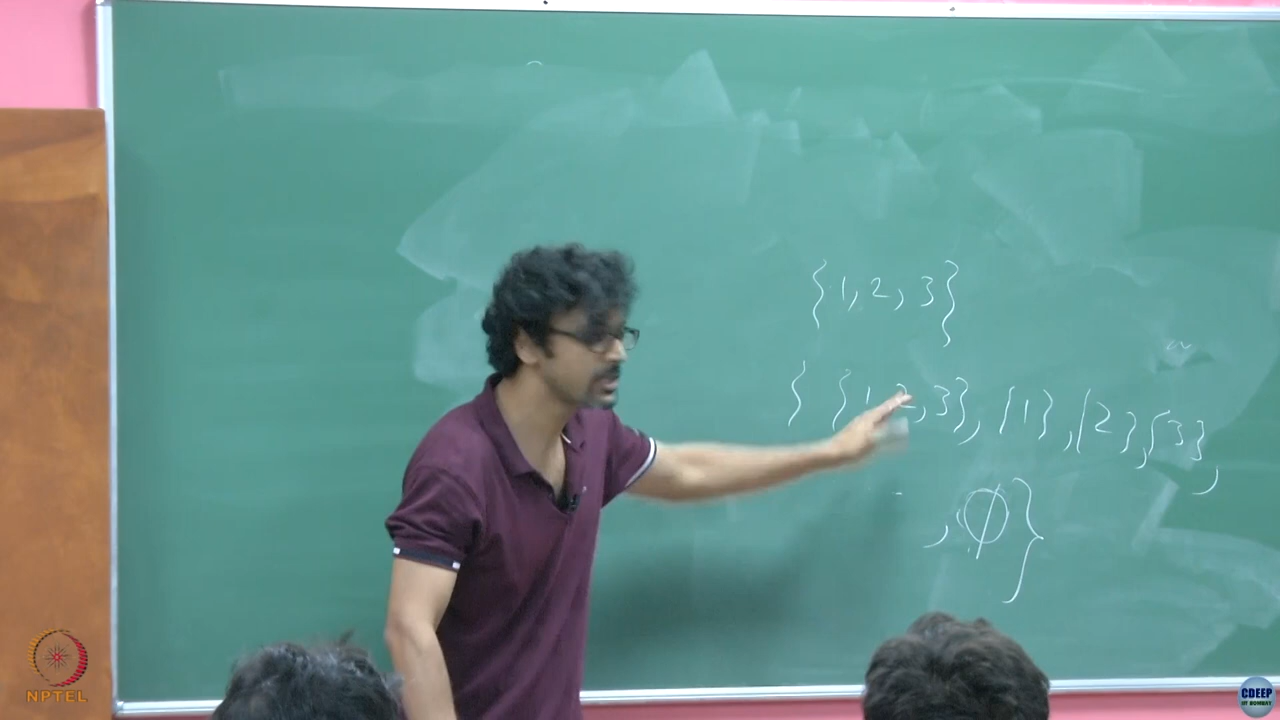 {1, 2, 3}
{ {1, 2, 3}, {1}, {2}, {3},
, ∅ }
NPTEL
CDEEP
IIT BOMBAY